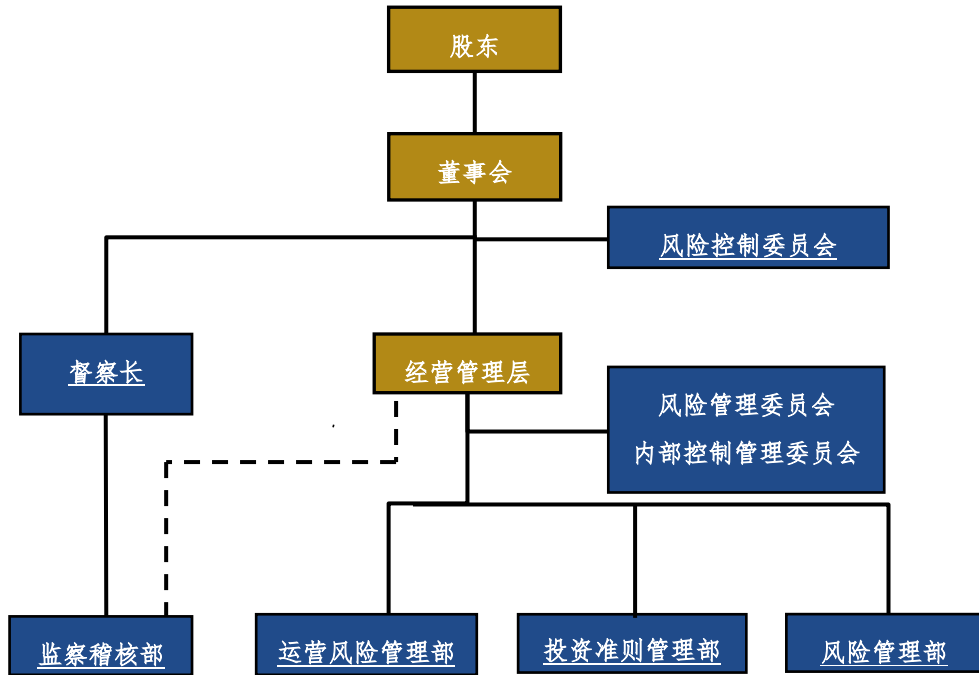 股东
董事会
风险控制委员会
督察长
经营管理层
风险管理委员会
内部控制管理委员会
监察稽核部
运营风险管理部
投资准则管理部
风险管理部